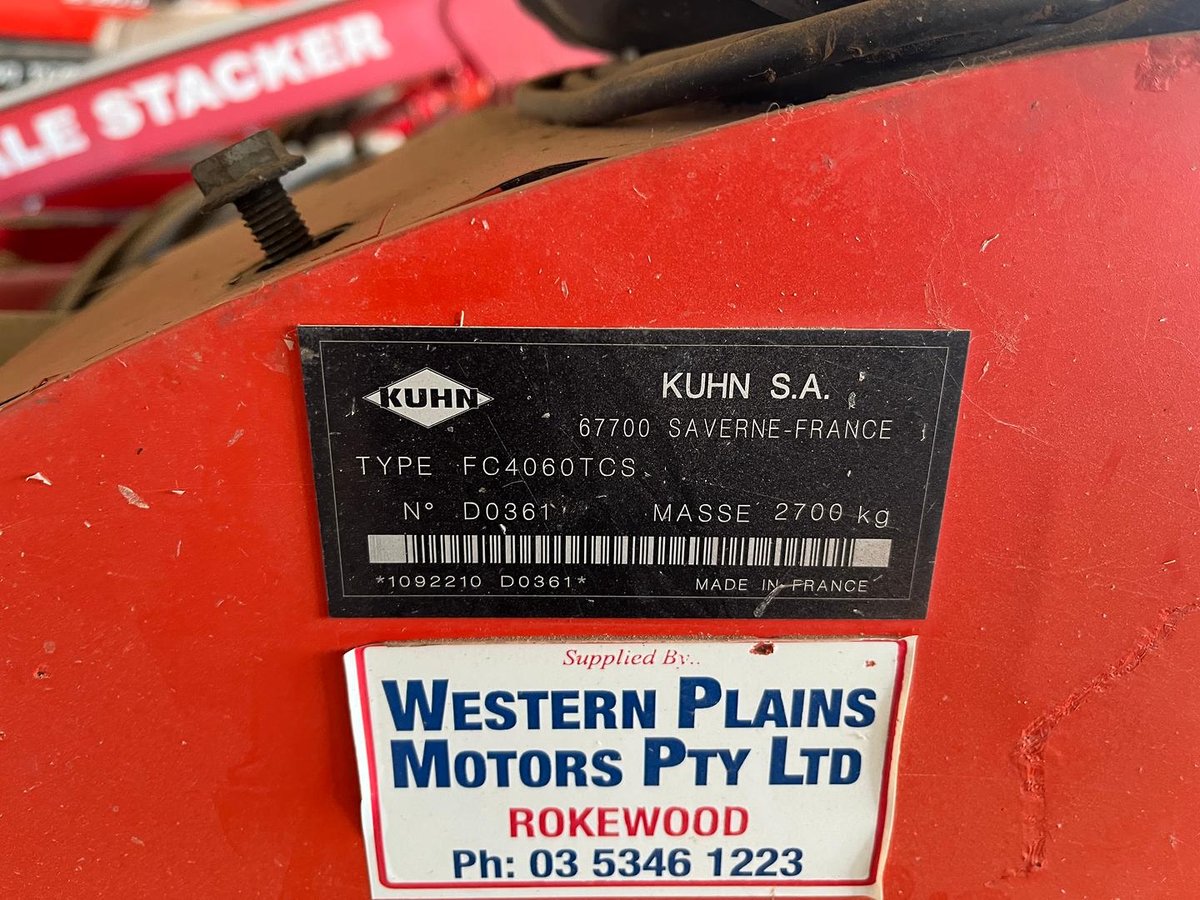 ALE STACKER
KUHN
KUHN S.A.
67700 SAVERNE-FRANCE
TYPE FC4060TCS
N° D0361 MASSE 2700 kg
*1092210 D0361* MADE IN FRANCE
Supplied By..
WESTERN PLAINS
MOTORS PTY LTD
ROKEWOOD
Ph: 03 5346 1223